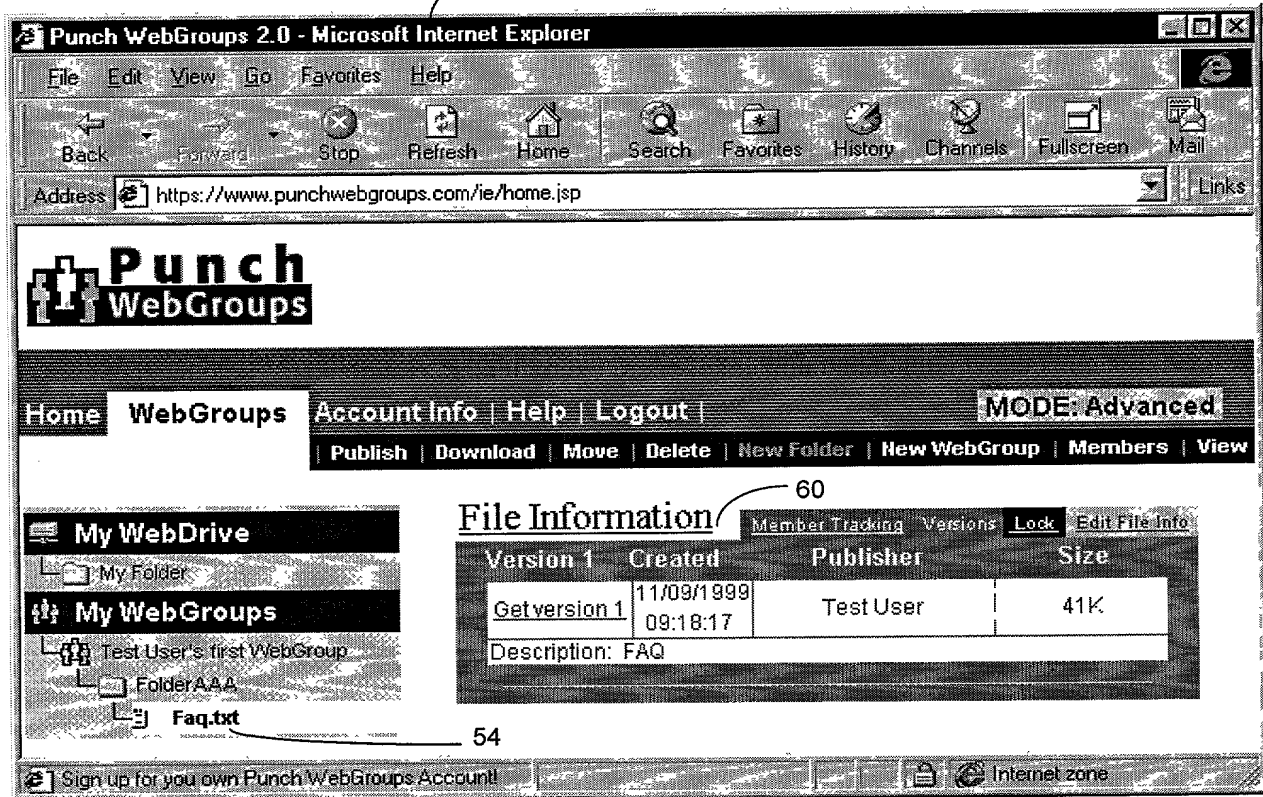 Punch WebGroups 2.0 - Microsoft Internet Explorer
File Edit View Go Favorites Help
Back Forward Stop Refresh Home Search Favorites History Channels Fullscreen Mail
Address https://www.punchwebgroups.com/ie/home.jsp Links
Punch
WebGroups
Home WebGroups Account Info | Help | Logout | MODE: Advanced
| Publish | Download | Move | Delete | New Folder | New WebGroup | Members | View
60
File Information Member Tracking Versions Lock Edit File Info
My WebDrive
My Folder
My WebGroups
Test User's first WebGroup
FolderAAA
Faq.txt
54
Version 1 Created Publisher Size
Get version 1 11/09/1999 09:18:17 Test User 41K
Description: FAQ
Sign up for you own Punch WebGroups Account! Internet zone